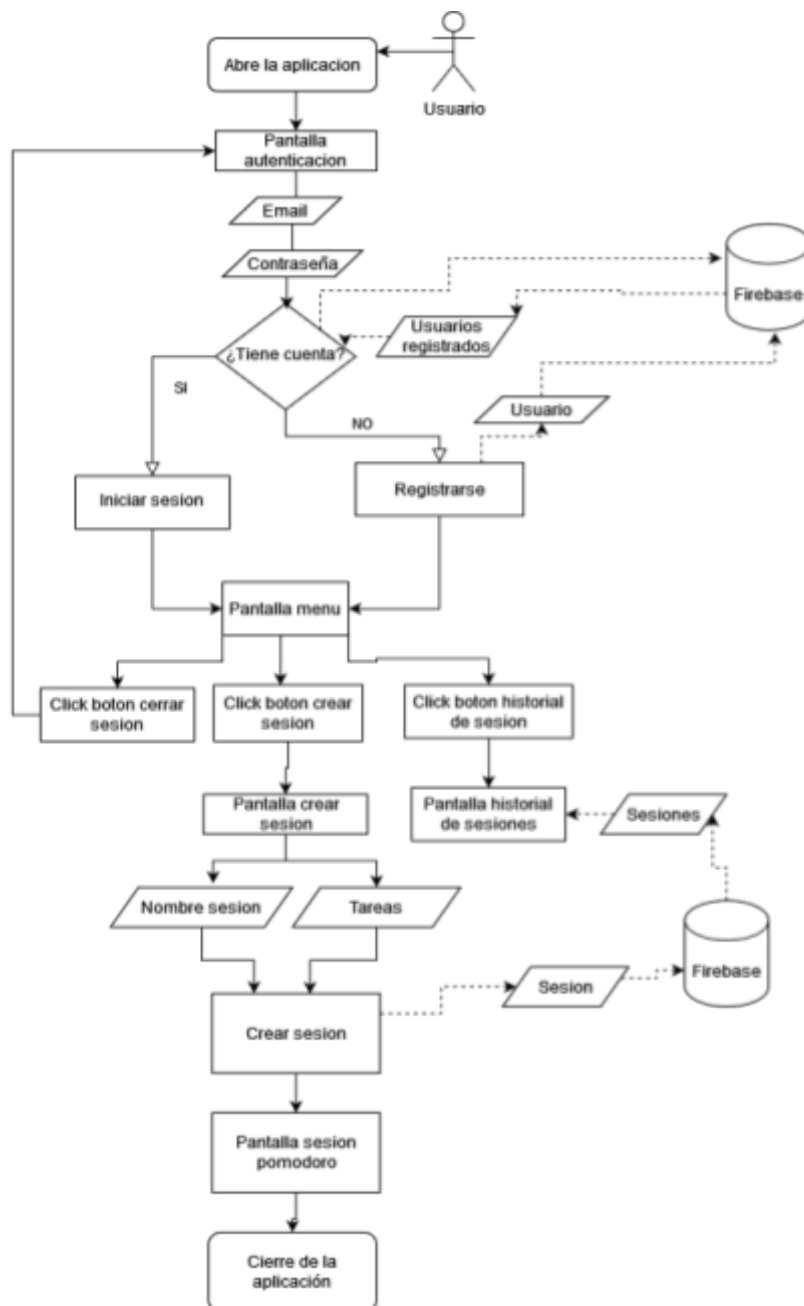 Abre la aplicacion
Usuario
Pantalla
autenticacion
Email
Contraseña
Firebase
Usuarios
registrados
¿Tiene cuenta?
SI
Usuario
NO
Iniciar sesion
Registrarse
Pantalla menu
Click boton cerrar
sesion
Click boton crear
sesion
Click boton historial
de sesion
Pantalla crear
sesion
Pantalla historial
de sesiones
Sesiones
Nombre sesion
Tareas
Firebase
Sesion
Crear sesion
Pantalla sesion
pomodoro
Cierre de la
aplicación